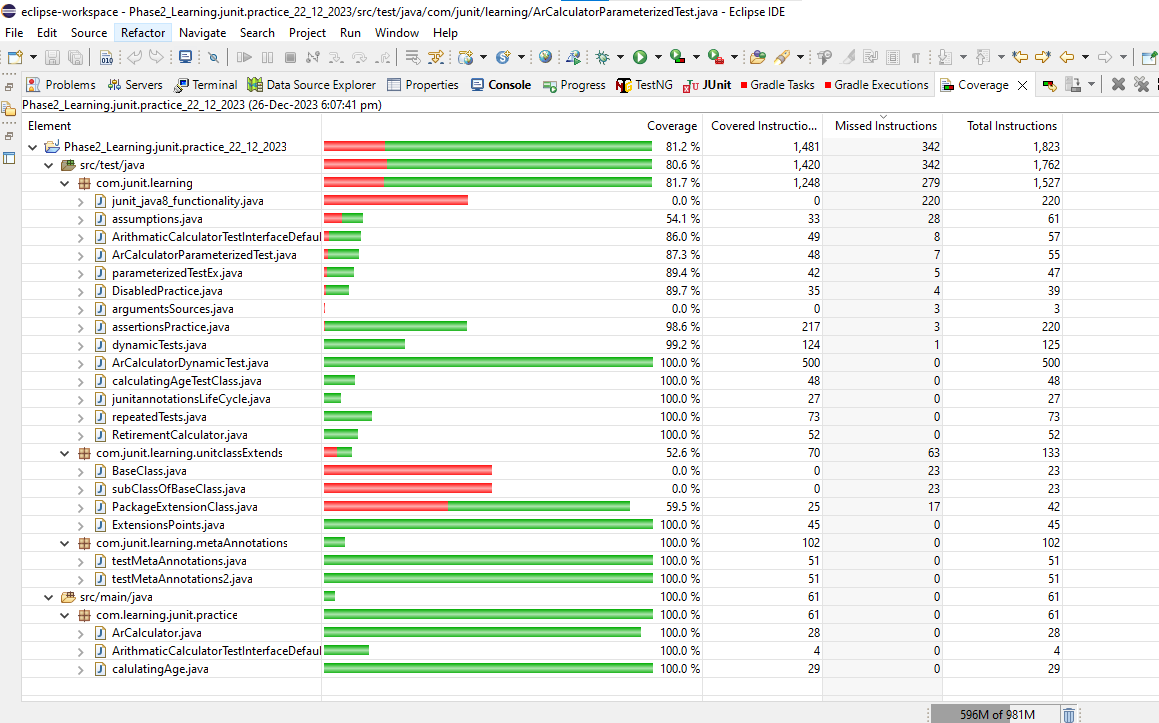 eclipse-workspace - Phase2_Learning.junit.practice_22_12_2023/src/test/java/com/junit/learning/ArCalculatorParameterizedTest.java - Eclipse IDE
File Edit Source Refactor Navigate Search Project Run Window Help
Problems Servers Terminal Data Source Explorer Properties Console Progress TestNG JUnit Gradle Tasks Gradle Executions Coverage
Phase2_Learning.junit.practice_22_12_2023 (26-Dec-2023 6:07:41 pm)
Element Coverage Covered Instructio... Missed Instructions Total Instructions
Phase2_Learning.junit.practice_22_12_2023 81.2 % 1,481 342 1,823
src/test/java 80.6 % 1,420 342 1,762
com.junit.learning 81.7 % 1,248 279 1,527
junit_java8_functionality.java 0.0 % 0 220 220
assumptions.java 54.1 % 33 28 61
ArithmaticCalculatorTestInterfaceDefaul 86.0 % 49 8 57
ArCalculatorParameterizedTest.java 87.3 % 48 7 55
parameterizedTestEx.java 89.4 % 42 5 47
DisabledPractice.java 89.7 % 35 4 39
argumentsSources.java 0.0 % 0 3 3
assertionsPractice.java 98.6 % 217 3 220
dynamicTests.java 99.2 % 124 1 125
ArCalculatorDynamicTest.java 100.0 % 500 0 500
calculatingAgeTestClass.java 100.0 % 48 0 48
junitannotationsLifeCycle.java 100.0 % 27 0 27
repeatedTests.java 100.0 % 73 0 73
RetirementCalculator.java 100.0 % 52 0 52
com.junit.learning.unitclassExtends 52.6 % 70 63 133
BaseClass.java 0.0 % 0 23 23
subClassOfBaseClass.java 0.0 % 0 23 23
PackageExtensionClass.java 59.5 % 25 17 42
ExtensionsPoints.java 100.0 % 45 0 45
com.junit.learning.metaAnnotations 100.0 % 102 0 102
testMetaAnnotations.java 100.0 % 51 0 51
testMetaAnnotations2.java 100.0 % 51 0 51
src/main/java 100.0 % 61 0 61
com.learning.junit.practice 100.0 % 61 0 61
ArCalculator.java 100.0 % 28 0 28
ArithmaticCalculatorTestInterfaceDefaul 100.0 % 4 0 4
calulatingAge.java 100.0 % 29 0 29
596M of 981M